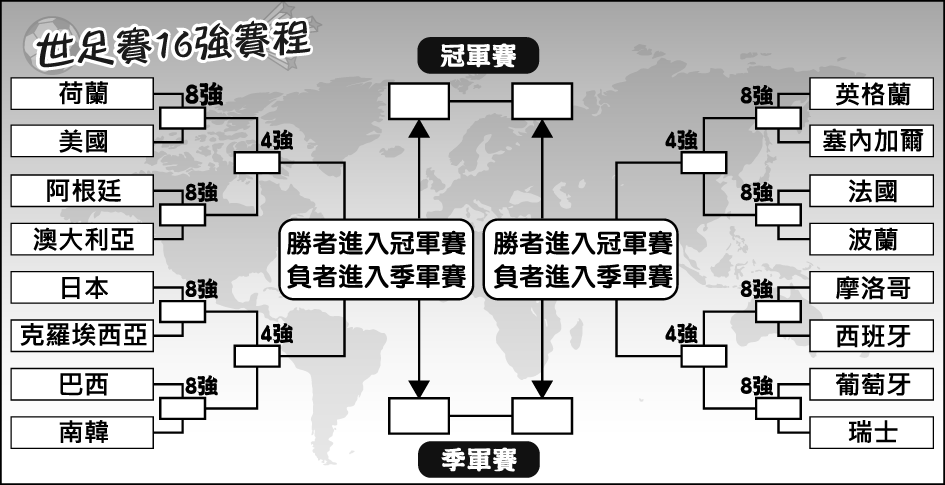 世足賽16強賽程
冠軍賽
荷蘭
8強
美國
4強
阿根廷
8強
澳大利亞
日本
8強
克羅埃西亞
4強
巴西
8強
南韓
勝者進入冠軍賽
負者進入季軍賽
勝者進入冠軍賽
負者進入季軍賽
英格蘭
8強
塞內加爾
4強
法國
8強
波蘭
摩洛哥
8強
西班牙
4強
葡萄牙
8強
瑞士
季軍賽